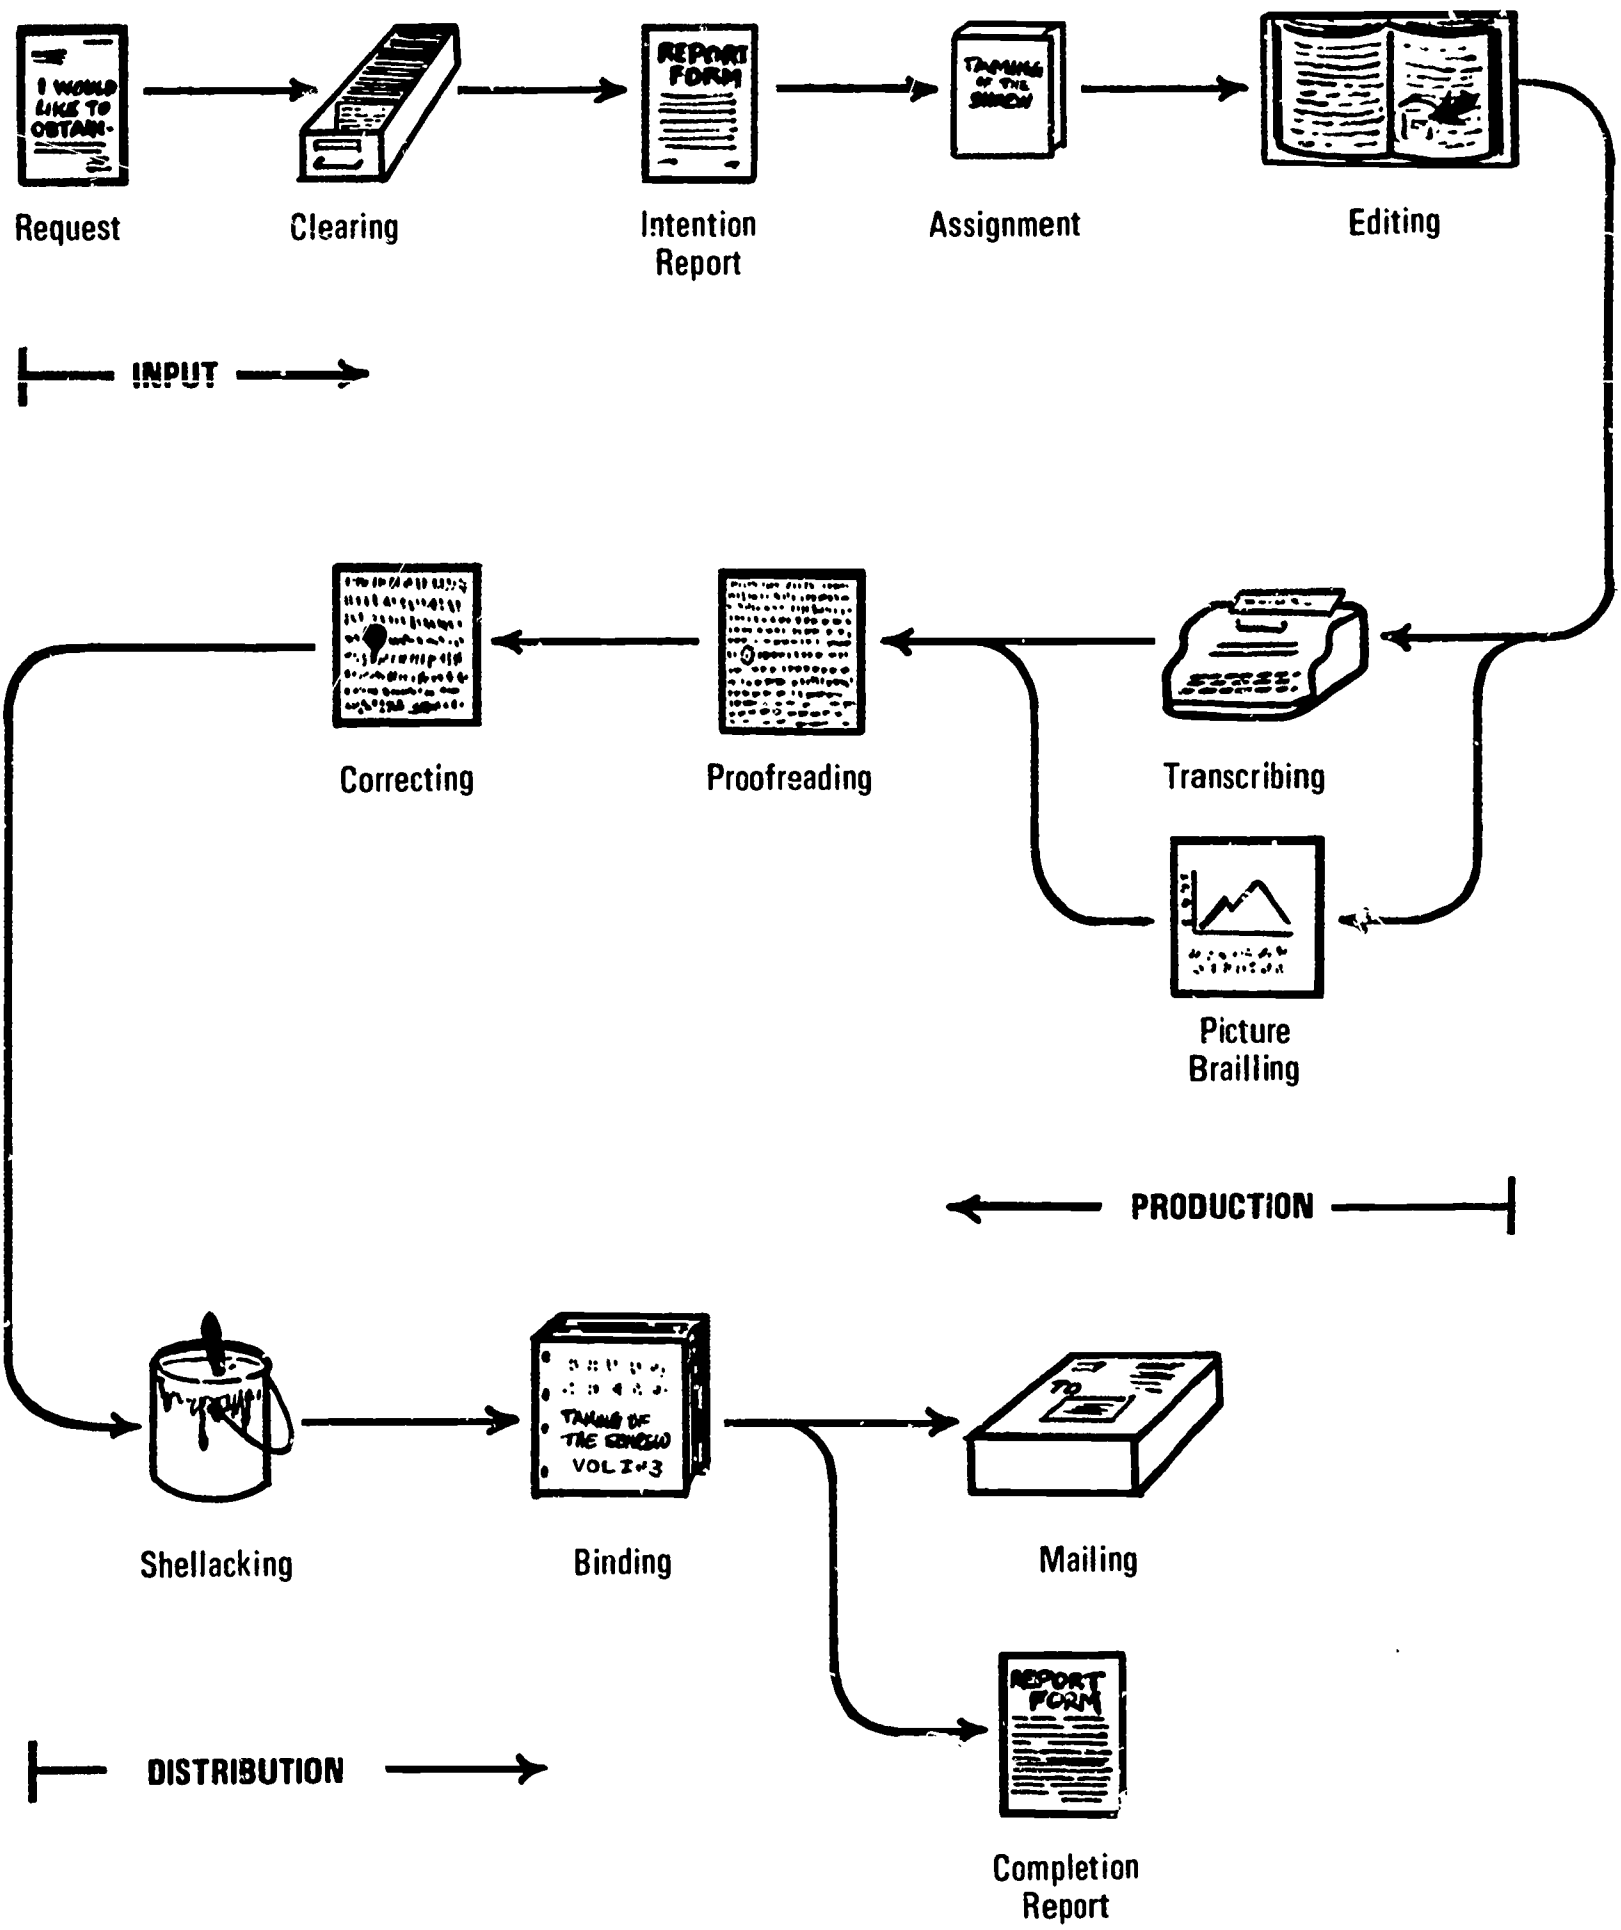 I WOULD
LIKE TO
OBTAIN-
REPORT
FORM
TAMING
OF THE
SHREW
Request
Clearing
Intention
Report
Assignment
Editing
INPUT
Correcting
Proofreading
Transcribing
Picture
Brailling
PRODUCTION
TAMING OF
THE SHREW
VOL I of 3
TO
Shellacking
Binding
Mailing
REPORT
FORM
DISTRIBUTION
Completion
Report